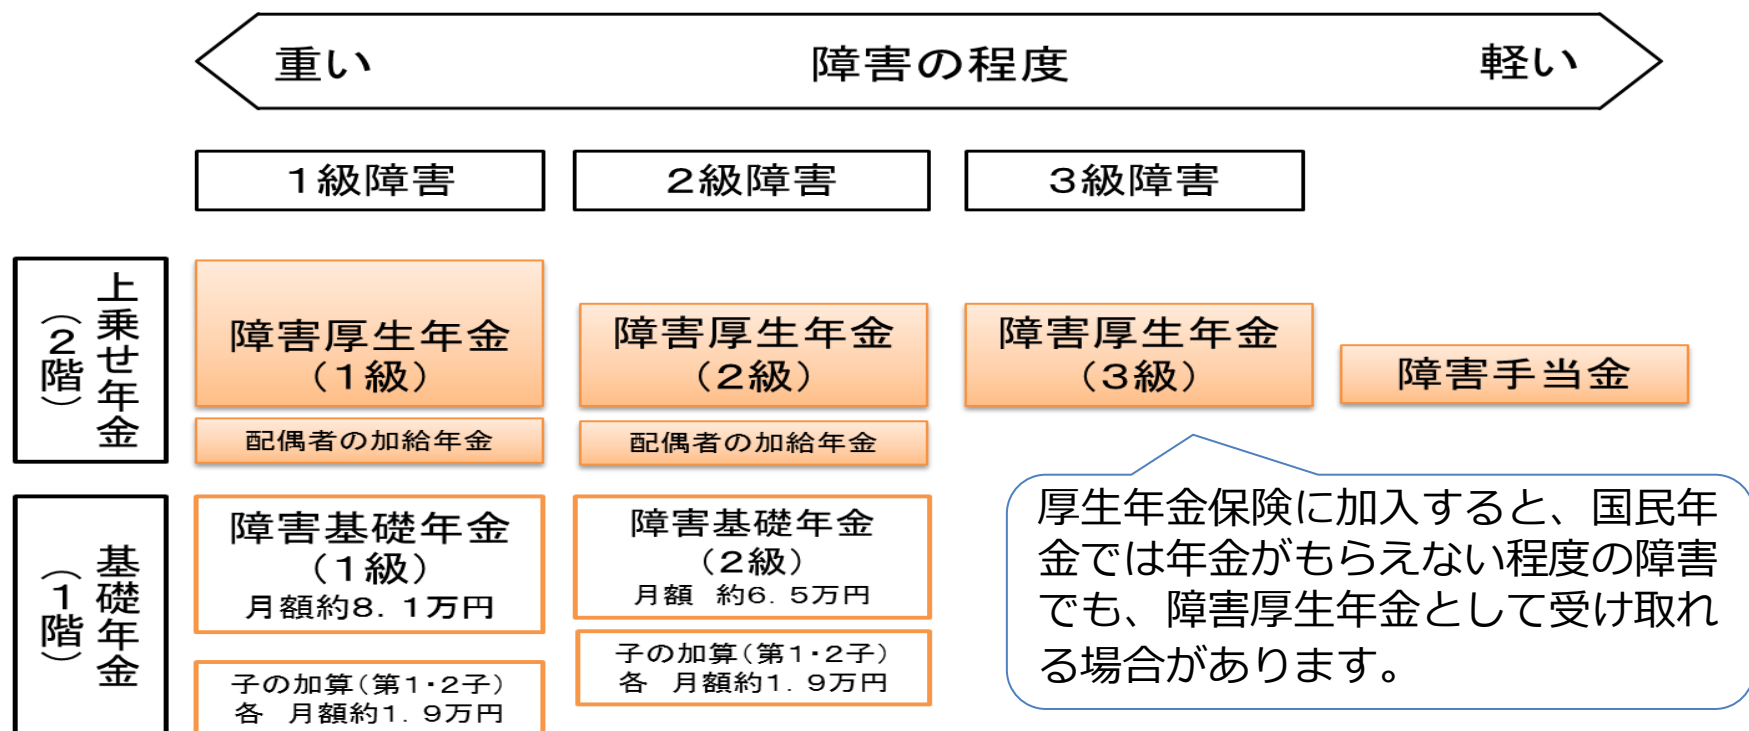 重い 障害の程度 軽い
1級障害 2級障害 3級障害
上乗せ年金
（2階）
障害厚生年金
（1級）
障害厚生年金
（2級）
障害厚生年金
（3級）
障害手当金
配偶者の加給年金
配偶者の加給年金
基礎年金
（1階）
障害基礎年金
（1級）
月額約8．1万円
障害基礎年金
（2級）
月額　約6．5万円
子の加算（第1・2子）
各　月額約1．9万円
子の加算（第1・2子）
各　月額約1．9万円
厚生年金保険に加入すると、国民年
金では年金がもらえない程度の障害
でも、障害厚生年金として受け取れ
る場合があります。